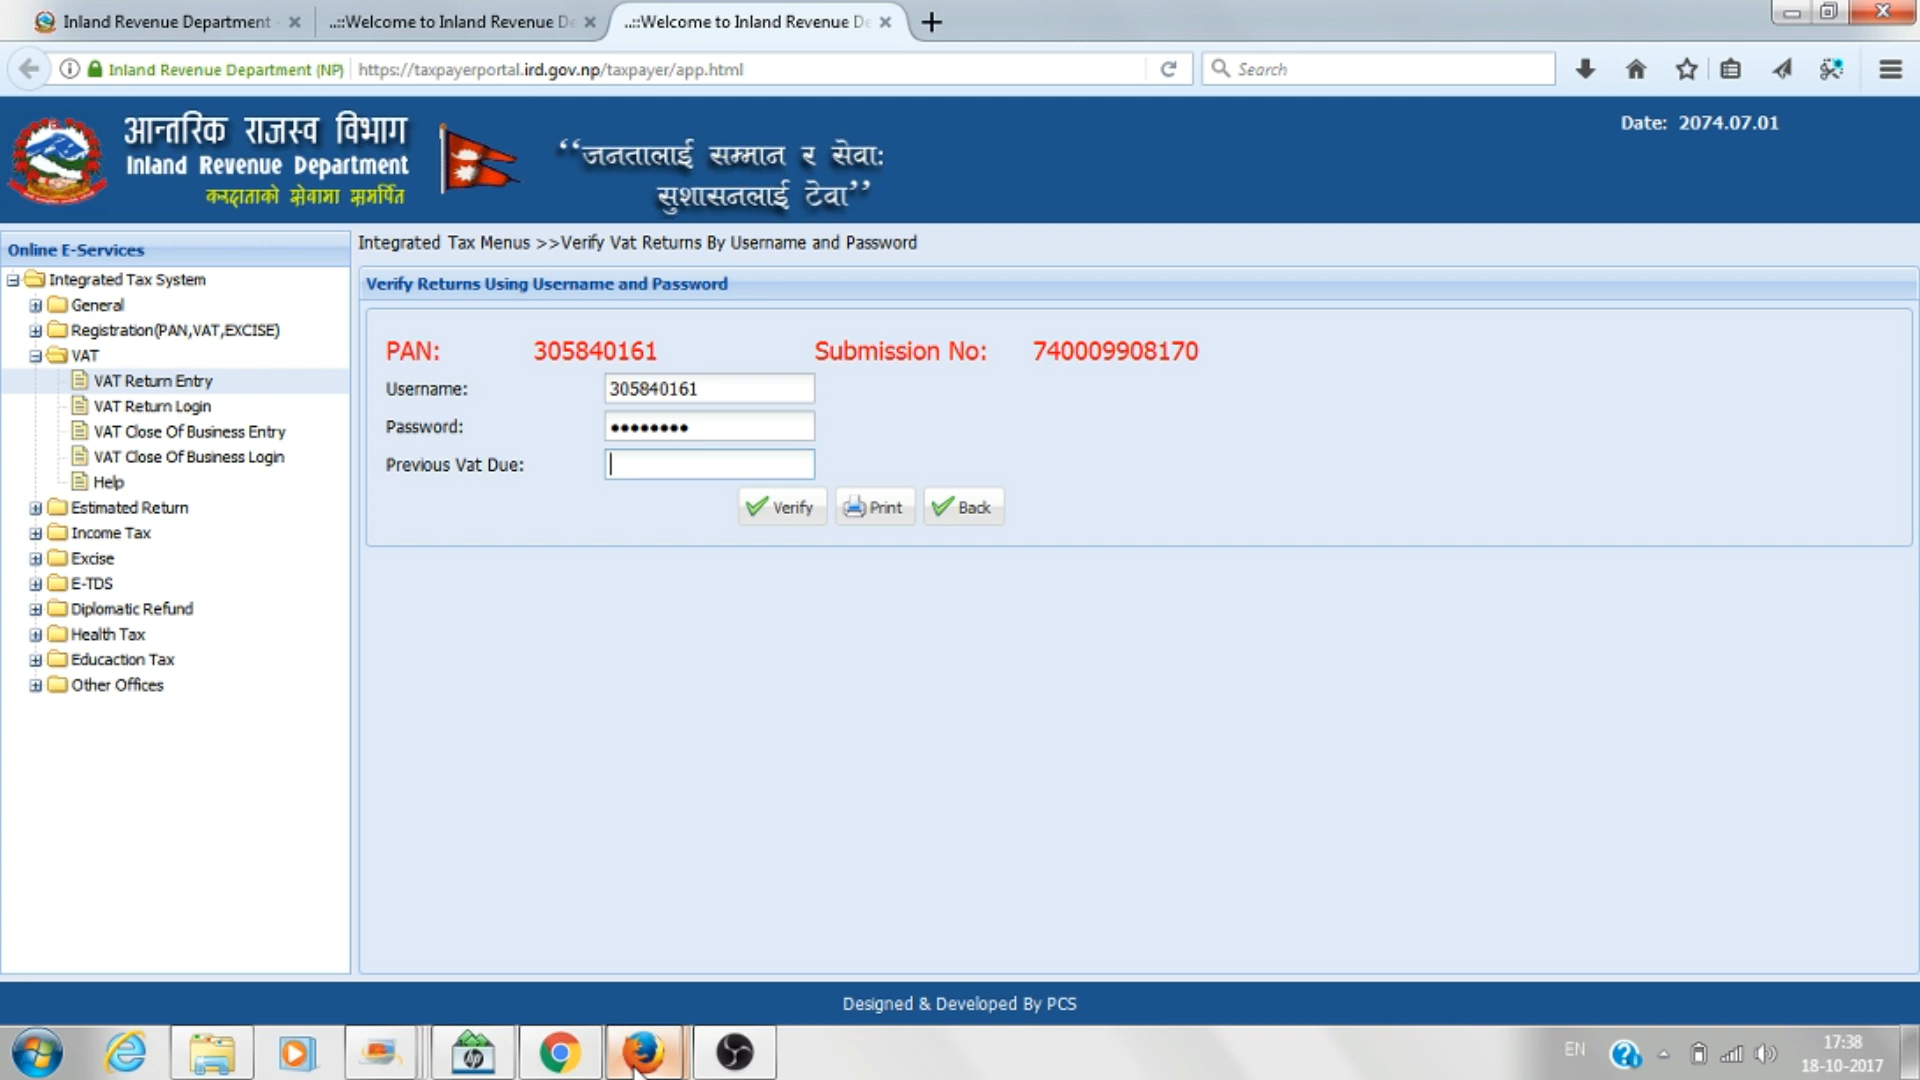 Inland Revenue Department
..::Welcome to Inland Revenue De
..::Welcome to Inland Revenue De
Inland Revenue Department (NP)
https://taxpayerportal.ird.gov.np/taxpayer/app.html
Search
आन्तरिक राजस्व विभाग
Inland Revenue Department
करदाताको सेवामा समर्पित
“जनतालाई सम्मान र सेवा:
सुशासनलाई टेवा”
Date: 2074.07.01
Online E-Services
Integrated Tax System
General
Registration(PAN,VAT,EXCISE)
VAT
VAT Return Entry
VAT Return Login
VAT Close Of Business Entry
VAT Close Of Business Login
Help
Estimated Return
Income Tax
Excise
E-TDS
Diplomatic Refund
Health Tax
Educaction Tax
Other Offices
Integrated Tax Menus >>Verify Vat Returns By Username and Password
Verify Returns Using Username and Password
PAN: 305840161 Submission No: 740009908170
Username: 305840161
Password: ••••••••
Previous Vat Due:
Verify Print Back
Designed & Developed By PCS
hp
EN
17:38
18-10-2017